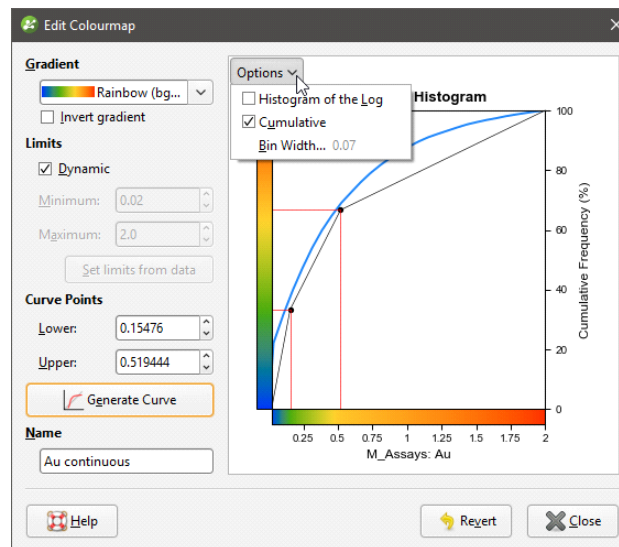 Edit Colourmap
Gradient
Rainbow (bg...
Invert gradient
Limits
Dynamic
Minimum: 0.02
Maximum: 2.0
Set limits from data
Curve Points
Lower: 0.15476
Upper: 0.519444
Generate Curve
Name
Au continuous
Options
Histogram of the Log
Cumulative
Bin Width... 0.07
Histogram
100
80
60
40
20
0
Cumulative Frequency (%)
0.25 0.5 0.75 1 1.25 1.5 1.75 2
M_Assays: Au
Help
Revert
Close